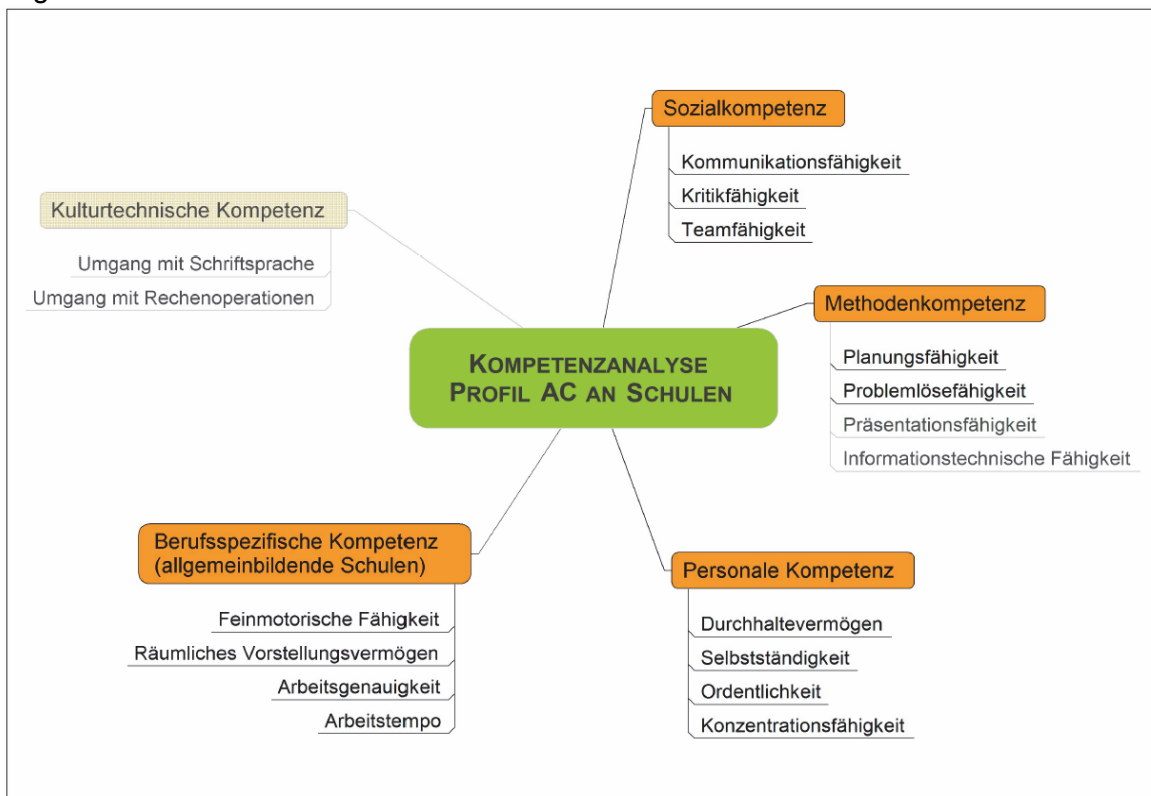 Sozialkompetenz
Kommunikationsfähigkeit
Kritikfähigkeit
Teamfähigkeit
Kulturtechnische Kompetenz
Umgang mit Schriftsprache
Umgang mit Rechenoperationen
Methodenkompetenz
Planungsfähigkeit
Problemlösefähigkeit
Präsentationsfähigkeit
Informationstechnische Fähigkeit
KOMPETENZANALYSE
PROFIL AC AN SCHULEN
Berufsspezifische Kompetenz
(allgemeinbildende Schulen)
Feinmotorische Fähigkeit
Räumliches Vorstellungsvermögen
Arbeitsgenauigkeit
Arbeitstempo
Personale Kompetenz
Durchhaltevermögen
Selbstständigkeit
Ordentlichkeit
Konzentrationsfähigkeit